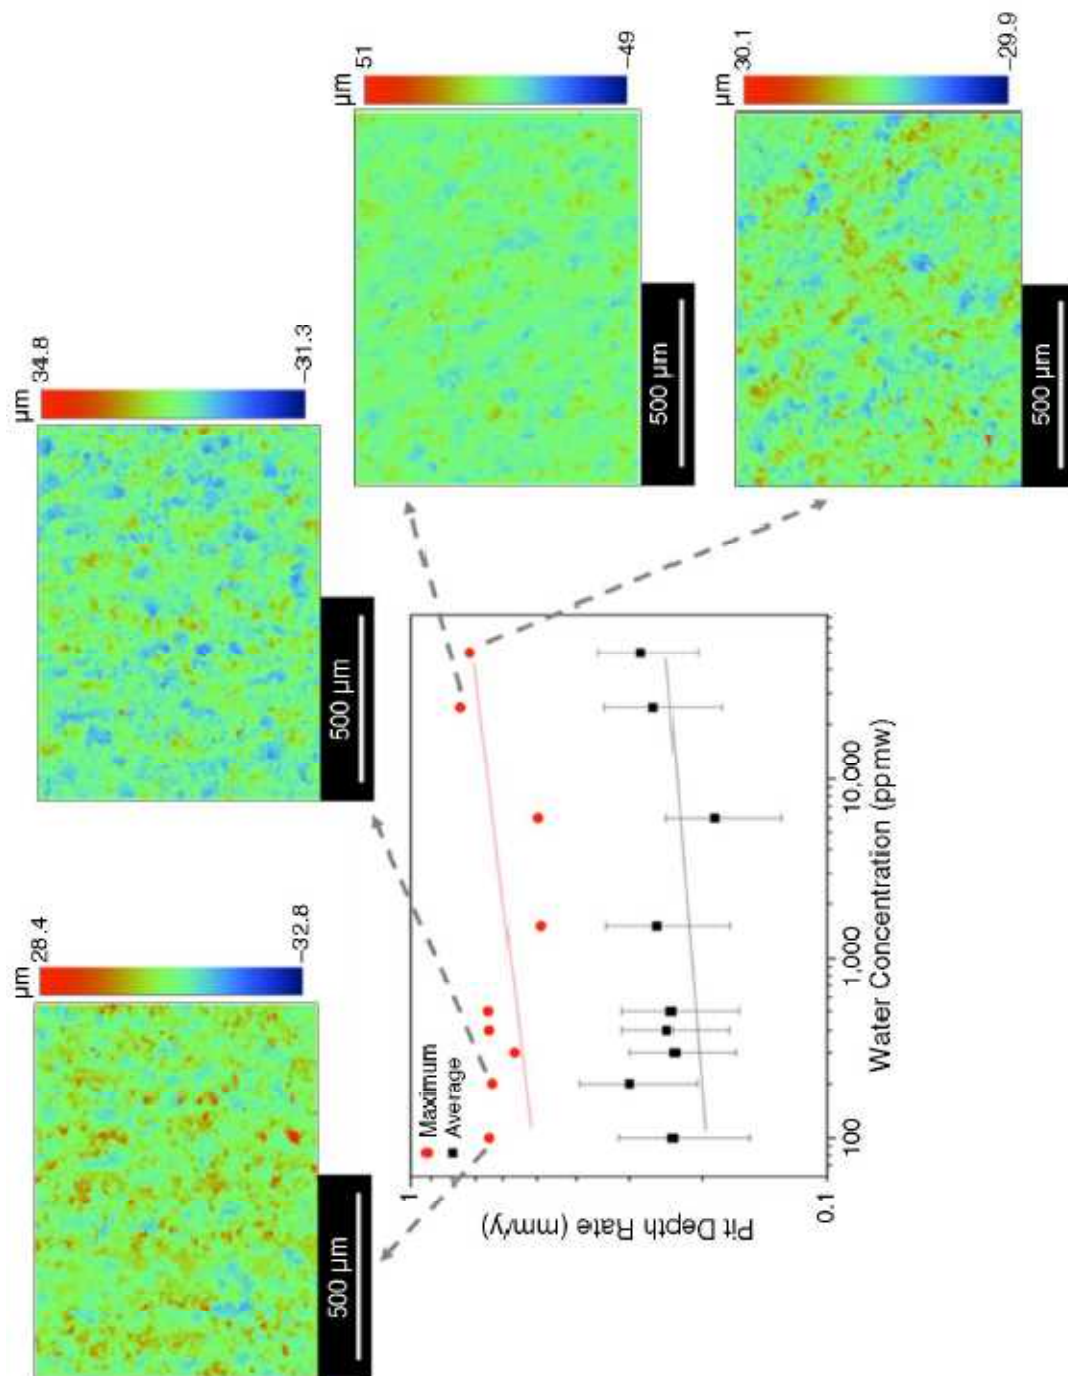 µm
28.4
−32.8
500 µm
µm
34.8
−31.3
500 µm
µm
51
−49
500 µm
µm
30.1
−29.9
500 µm
Maximum
Average
1
0.1
Pit Depth Rate (mm/y)
100
1,000
10,000
Water Concentration (ppmw)